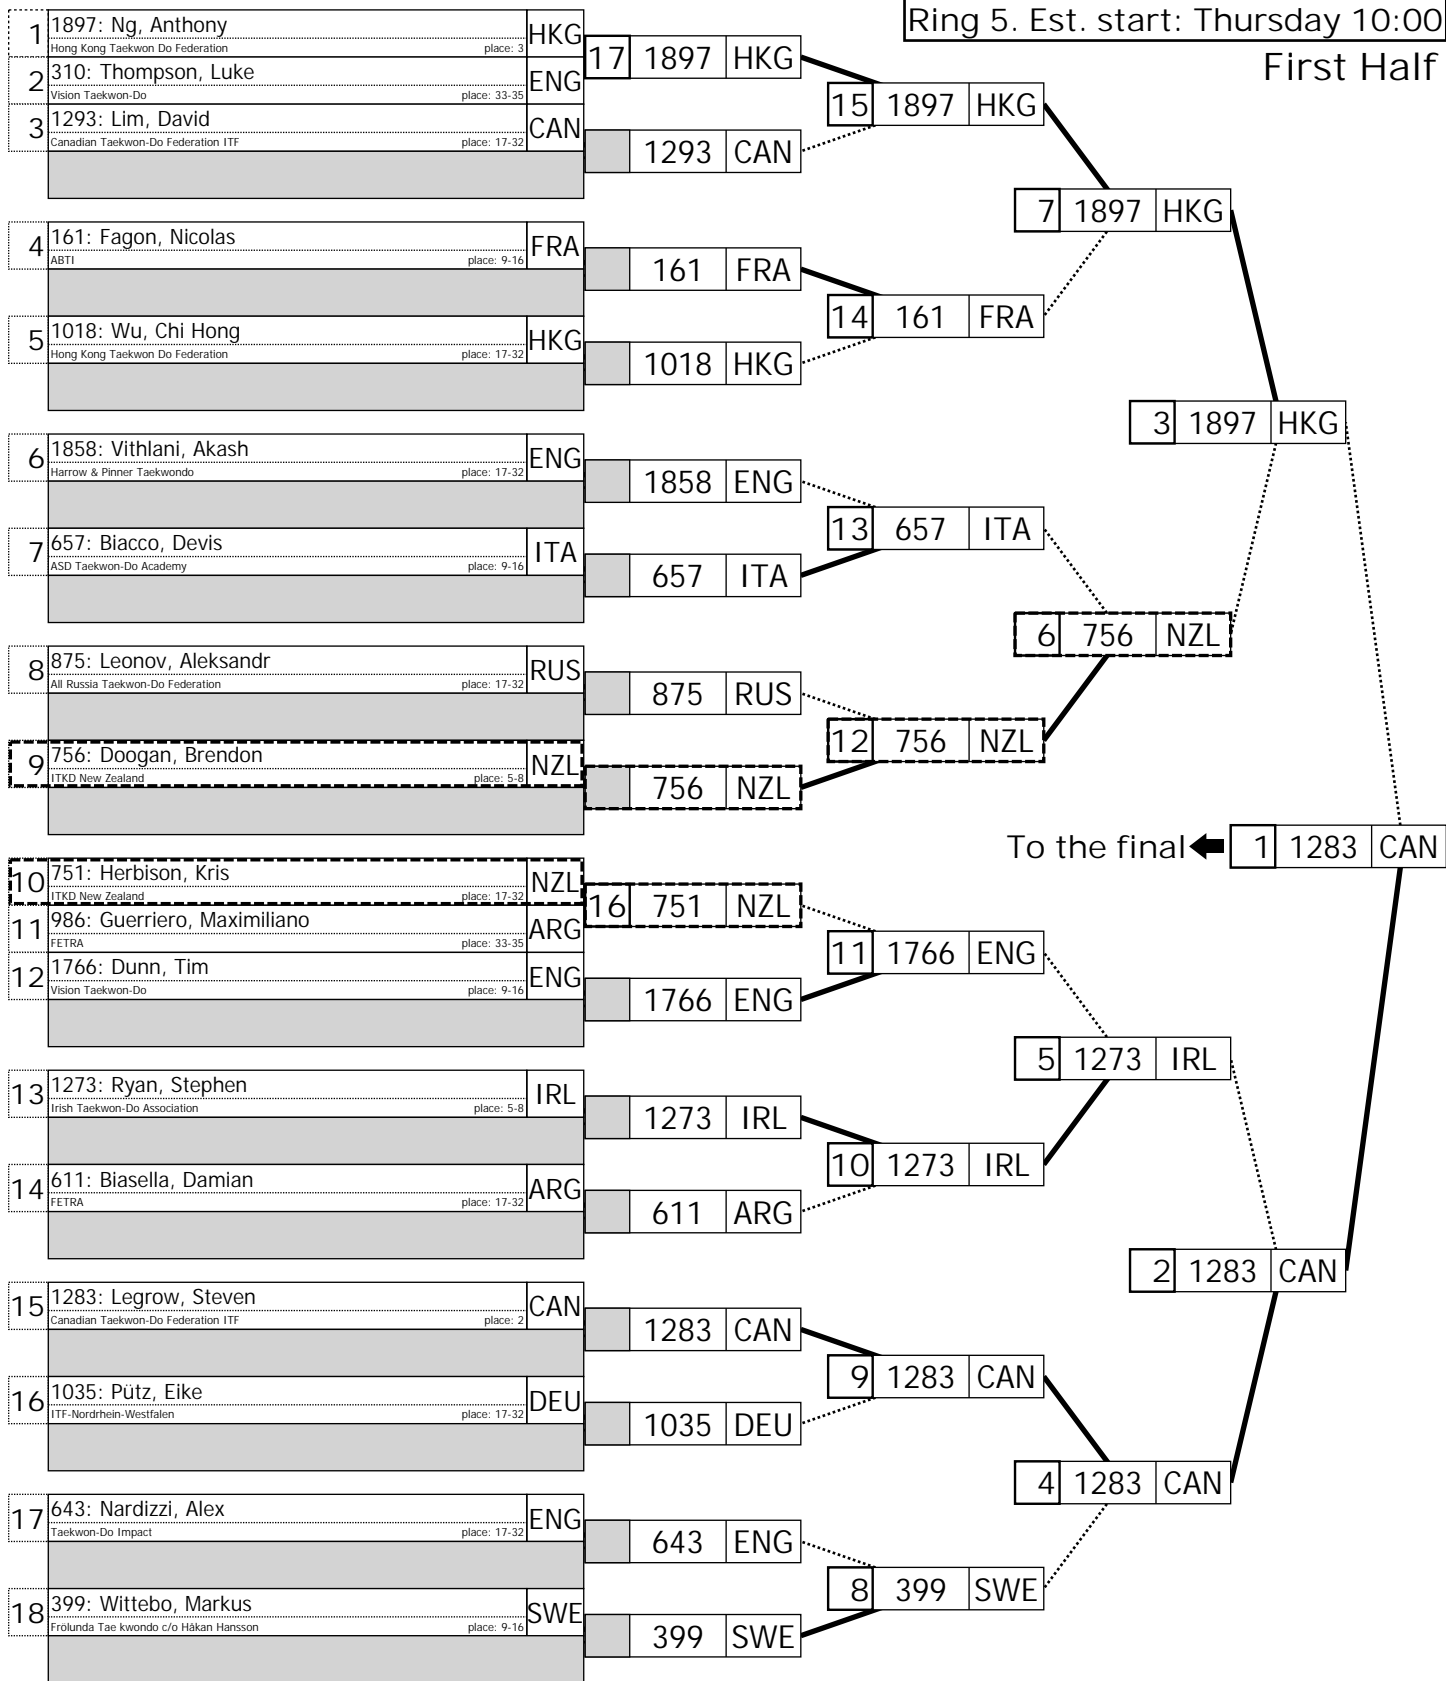 Ring 5. Est. start: Thursday 10:00
First Half
1 1897: Ng, Anthony HKG
Hong Kong Taekwon Do Federation place: 3
2 310: Thompson, Luke ENG
Vision Taekwon-Do place: 33-35
3 1293: Lim, David CAN
Canadian Taekwon-Do Federation ITF place: 17-32
4 161: Fagon, Nicolas FRA
ABTI place: 9-16
5 1018: Wu, Chi Hong HKG
Hong Kong Taekwon Do Federation place: 17-32
6 1858: Vithlani, Akash ENG
Harrow & Pinner Taekwondo place: 17-32
7 657: Biacco, Devis ITA
ASD Taekwon-Do Academy place: 9-16
8 875: Leonov, Aleksandr RUS
All Russia Taekwon-Do Federation place: 17-32
9 756: Doogan, Brendon NZL
ITKD New Zealand place: 5-8
10 751: Herbison, Kris NZL
ITKD New Zealand place: 17-32
11 986: Guerriero, Maximiliano ARG
FETRA place: 33-35
12 1766: Dunn, Tim ENG
Vision Taekwon-Do place: 9-16
13 1273: Ryan, Stephen IRL
Irish Taekwon-Do Association place: 5-8
14 611: Biasella, Damian ARG
FETRA place: 17-32
15 1283: Legrow, Steven CAN
Canadian Taekwon-Do Federation ITF place: 2
16 1035: Pütz, Eike DEU
ITF-Nordrhein-Westfalen place: 17-32
17 643: Nardizzi, Alex ENG
Taekwon-Do Impact place: 17-32
18 399: Wittebo, Markus SWE
Frölunda Tae kwondo c/o Håkan Hansson place: 9-16
17 1897 HKG
1293 CAN
161 FRA
1018 HKG
1858 ENG
657 ITA
875 RUS
756 NZL
16 751 NZL
1766 ENG
1273 IRL
611 ARG
1283 CAN
1035 DEU
643 ENG
399 SWE
15 1897 HKG
14 161 FRA
13 657 ITA
12 756 NZL
11 1766 ENG
10 1273 IRL
9 1283 CAN
8 399 SWE
7 1897 HKG
6 756 NZL
5 1273 IRL
4 1283 CAN
3 1897 HKG
2 1283 CAN
To the final 1 1283 CAN